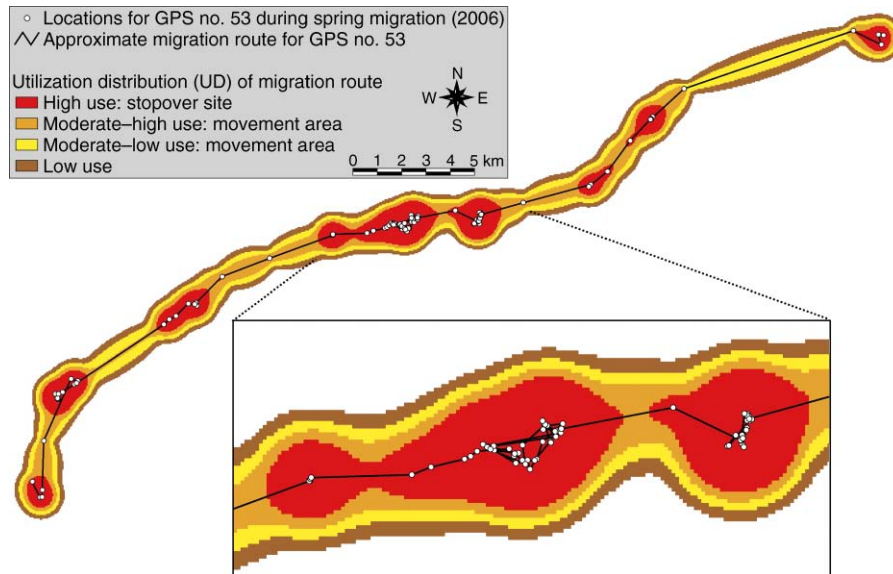 Locations for GPS no. 53 during spring migration (2006)
Approximate migration route for GPS no. 53
Utilization distribution (UD) of migration route
High use: stopover site
Moderate–high use: movement area
Moderate–low use: movement area
Low use
N
W E
S
0 1 2 3 4 5 km